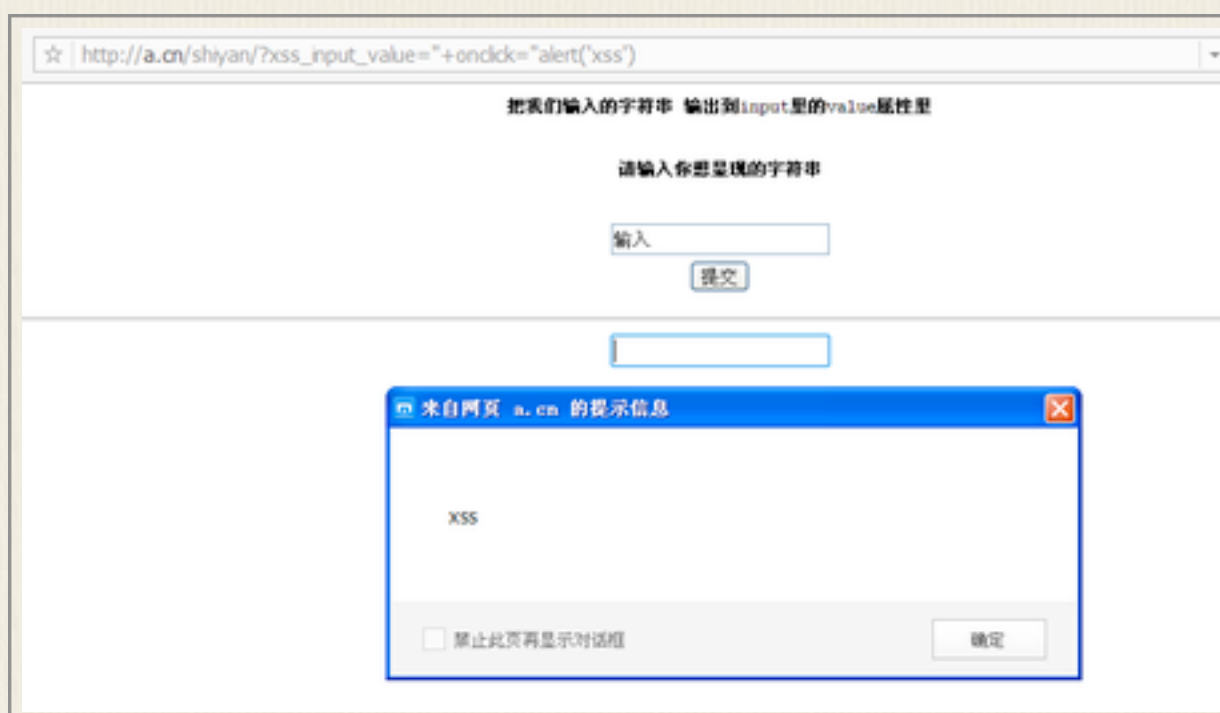 http://a.cn/shiyan/?xss_input_value="+onclick="alert('xss')
把我们输入的字符串 输出到input里的value属性里
请输入你想呈现的字符串
输入
提交
来自网页 a.cn 的提示信息
xss
禁止此页再显示对话框
确定